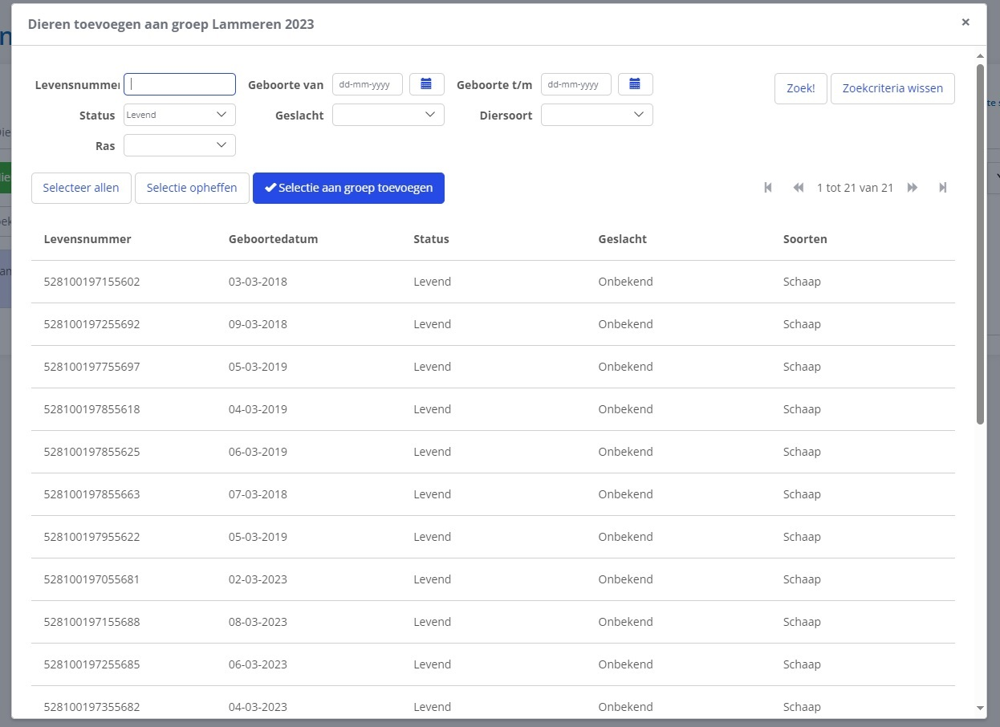 Dieren toevoegen aan groep Lammeren 2023 ×
Levensnummer Geboorte van dd-mm-yyyy Geboorte t/m dd-mm-yyyy Zoek! Zoekcriteria wissen
Status Levend Geslacht Diersoort
Ras
Selecteer allen Selectie opheffen Selectie aan groep toevoegen 1 tot 21 van 21
Levensnummer Geboortedatum Status Geslacht Soorten
528100197155602 03-03-2018 Levend Onbekend Schaap
528100197255692 09-03-2018 Levend Onbekend Schaap
528100197755697 05-03-2019 Levend Onbekend Schaap
528100197855618 04-03-2019 Levend Onbekend Schaap
528100197855625 06-03-2019 Levend Onbekend Schaap
528100197855663 07-03-2018 Levend Onbekend Schaap
528100197955622 05-03-2019 Levend Onbekend Schaap
528100197055681 02-03-2023 Levend Onbekend Schaap
528100197155688 08-03-2023 Levend Onbekend Schaap
528100197255685 06-03-2023 Levend Onbekend Schaap
528100197355682 04-03-2023 Levend Onbekend Schaap